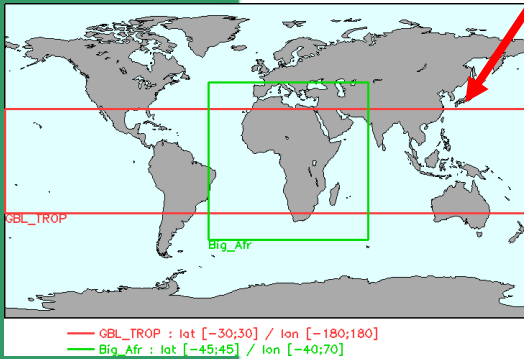 GBL_TROP
Big_Afr
GBL_TROP : lat [-30;30] / lon [-180;180]
Big_Afr : lat [-45;45] / lon [-40;70]